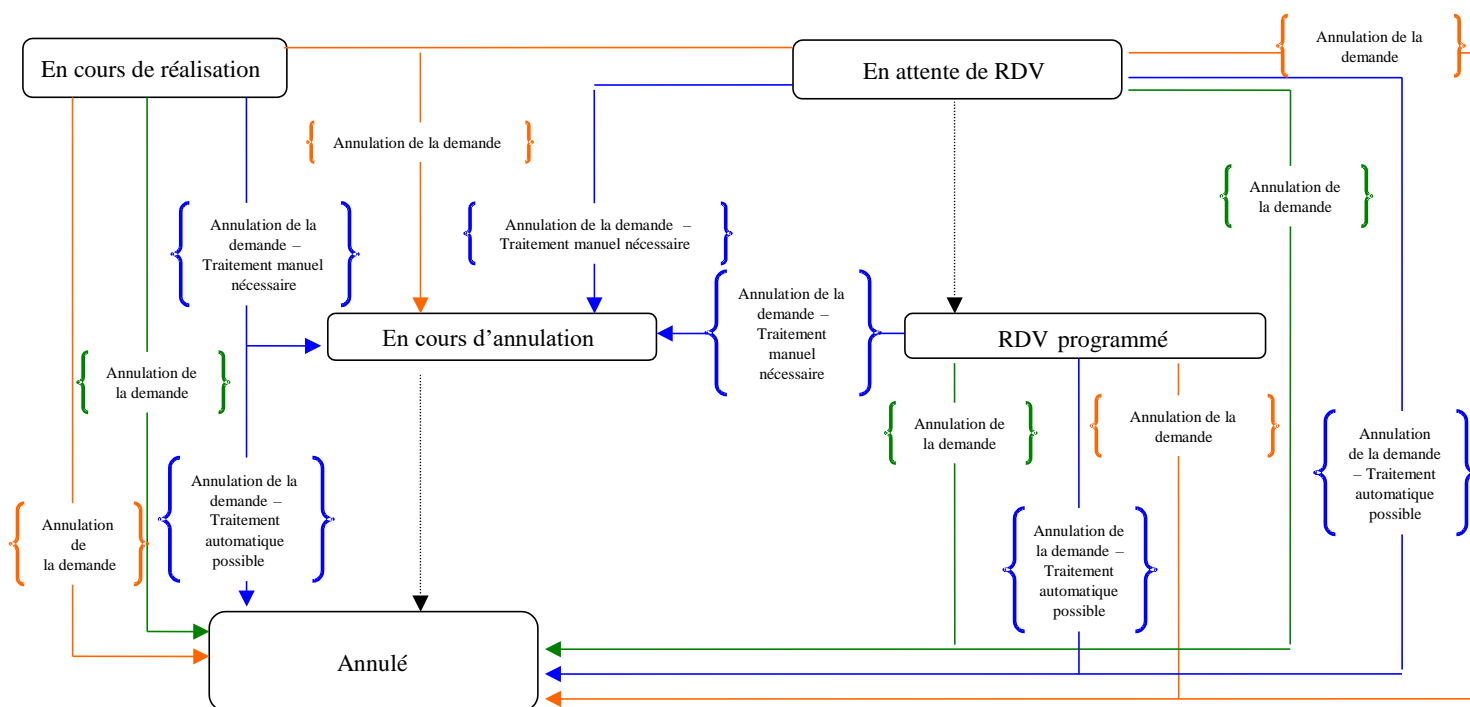 Annulation de la
demande
En cours de réalisation
En attente de RDV
Annulation de la demande
Annulation de
la demande
Annulation de la
demande –
Traitement manuel
nécessaire
Annulation de la demande –
Traitement manuel nécessaire
Annulation de la
demande –
Traitement
manuel
nécessaire
En cours d’annulation
RDV programmé
Annulation de
la demande
Annulation de
la demande
Annulation de la
demande
Annulation
de la demande
– Traitement
automatique
possible
Annulation de la
demande –
Traitement
automatique
possible
Annulation
de
la demande
Annulation de
la demande –
Traitement
automatique
possible
Annulé